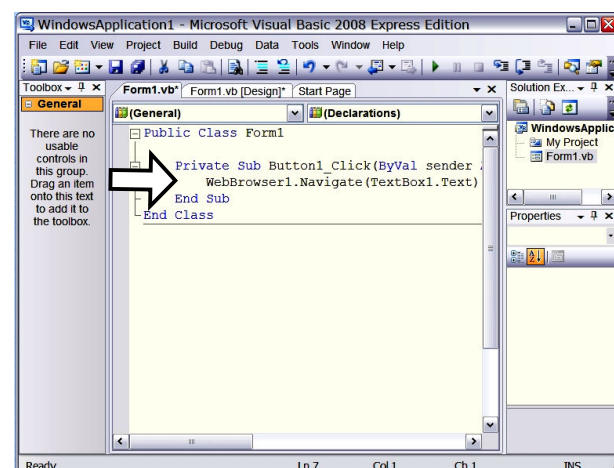 WindowsApplication1 - Microsoft Visual Basic 2008 Express Edition
File Edit View Project Build Debug Data Tools Window Help
Toolbox
General
There are no
usable
controls in
this group.
Drag an item
onto this text
to add it to
the toolbox.
Form1.vb* Form1.vb [Design]* Start Page
(General) (Declarations)
Public Class Form1
Private Sub Button1_Click(ByVal sender
WebBrowser1.Navigate(TextBox1.Text)
End Sub
End Class
Solution Ex...
WindowsApplic
My Project
Form1.vb
Properties
Ready Ln 7 Col 1 Ch 1 INS